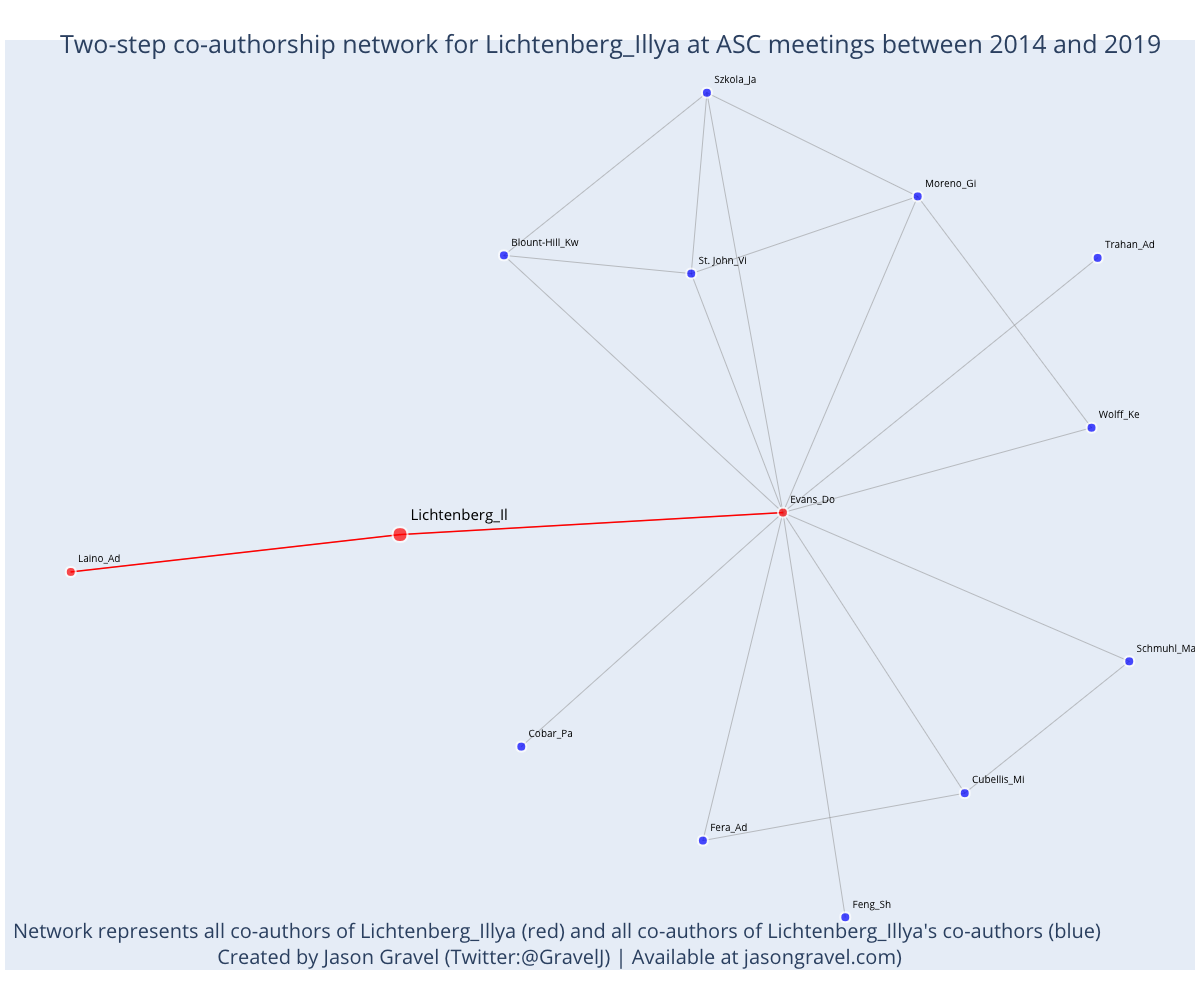 Two-step co-authorship network for Lichtenberg_Illya at ASC meetings between 2014 and 2019
Szkola_Ja
Moreno_Gi
Blount-Hill_Kw
Trahan_Ad
St. John_Vi
Wolff_Ke
Evans_Do
Lichtenberg_Il
Laino_Ad
Schmuhl_Ma
Cobar_Pa
Cubellis_Mi
Fera_Ad
Feng_Sh
Network represents all co-authors of Lichtenberg_Illya (red) and all co-authors of Lichtenberg_Illya's co-authors (blue)
Created by Jason Gravel (Twitter:@GravelJ) | Available at jasongravel.com)